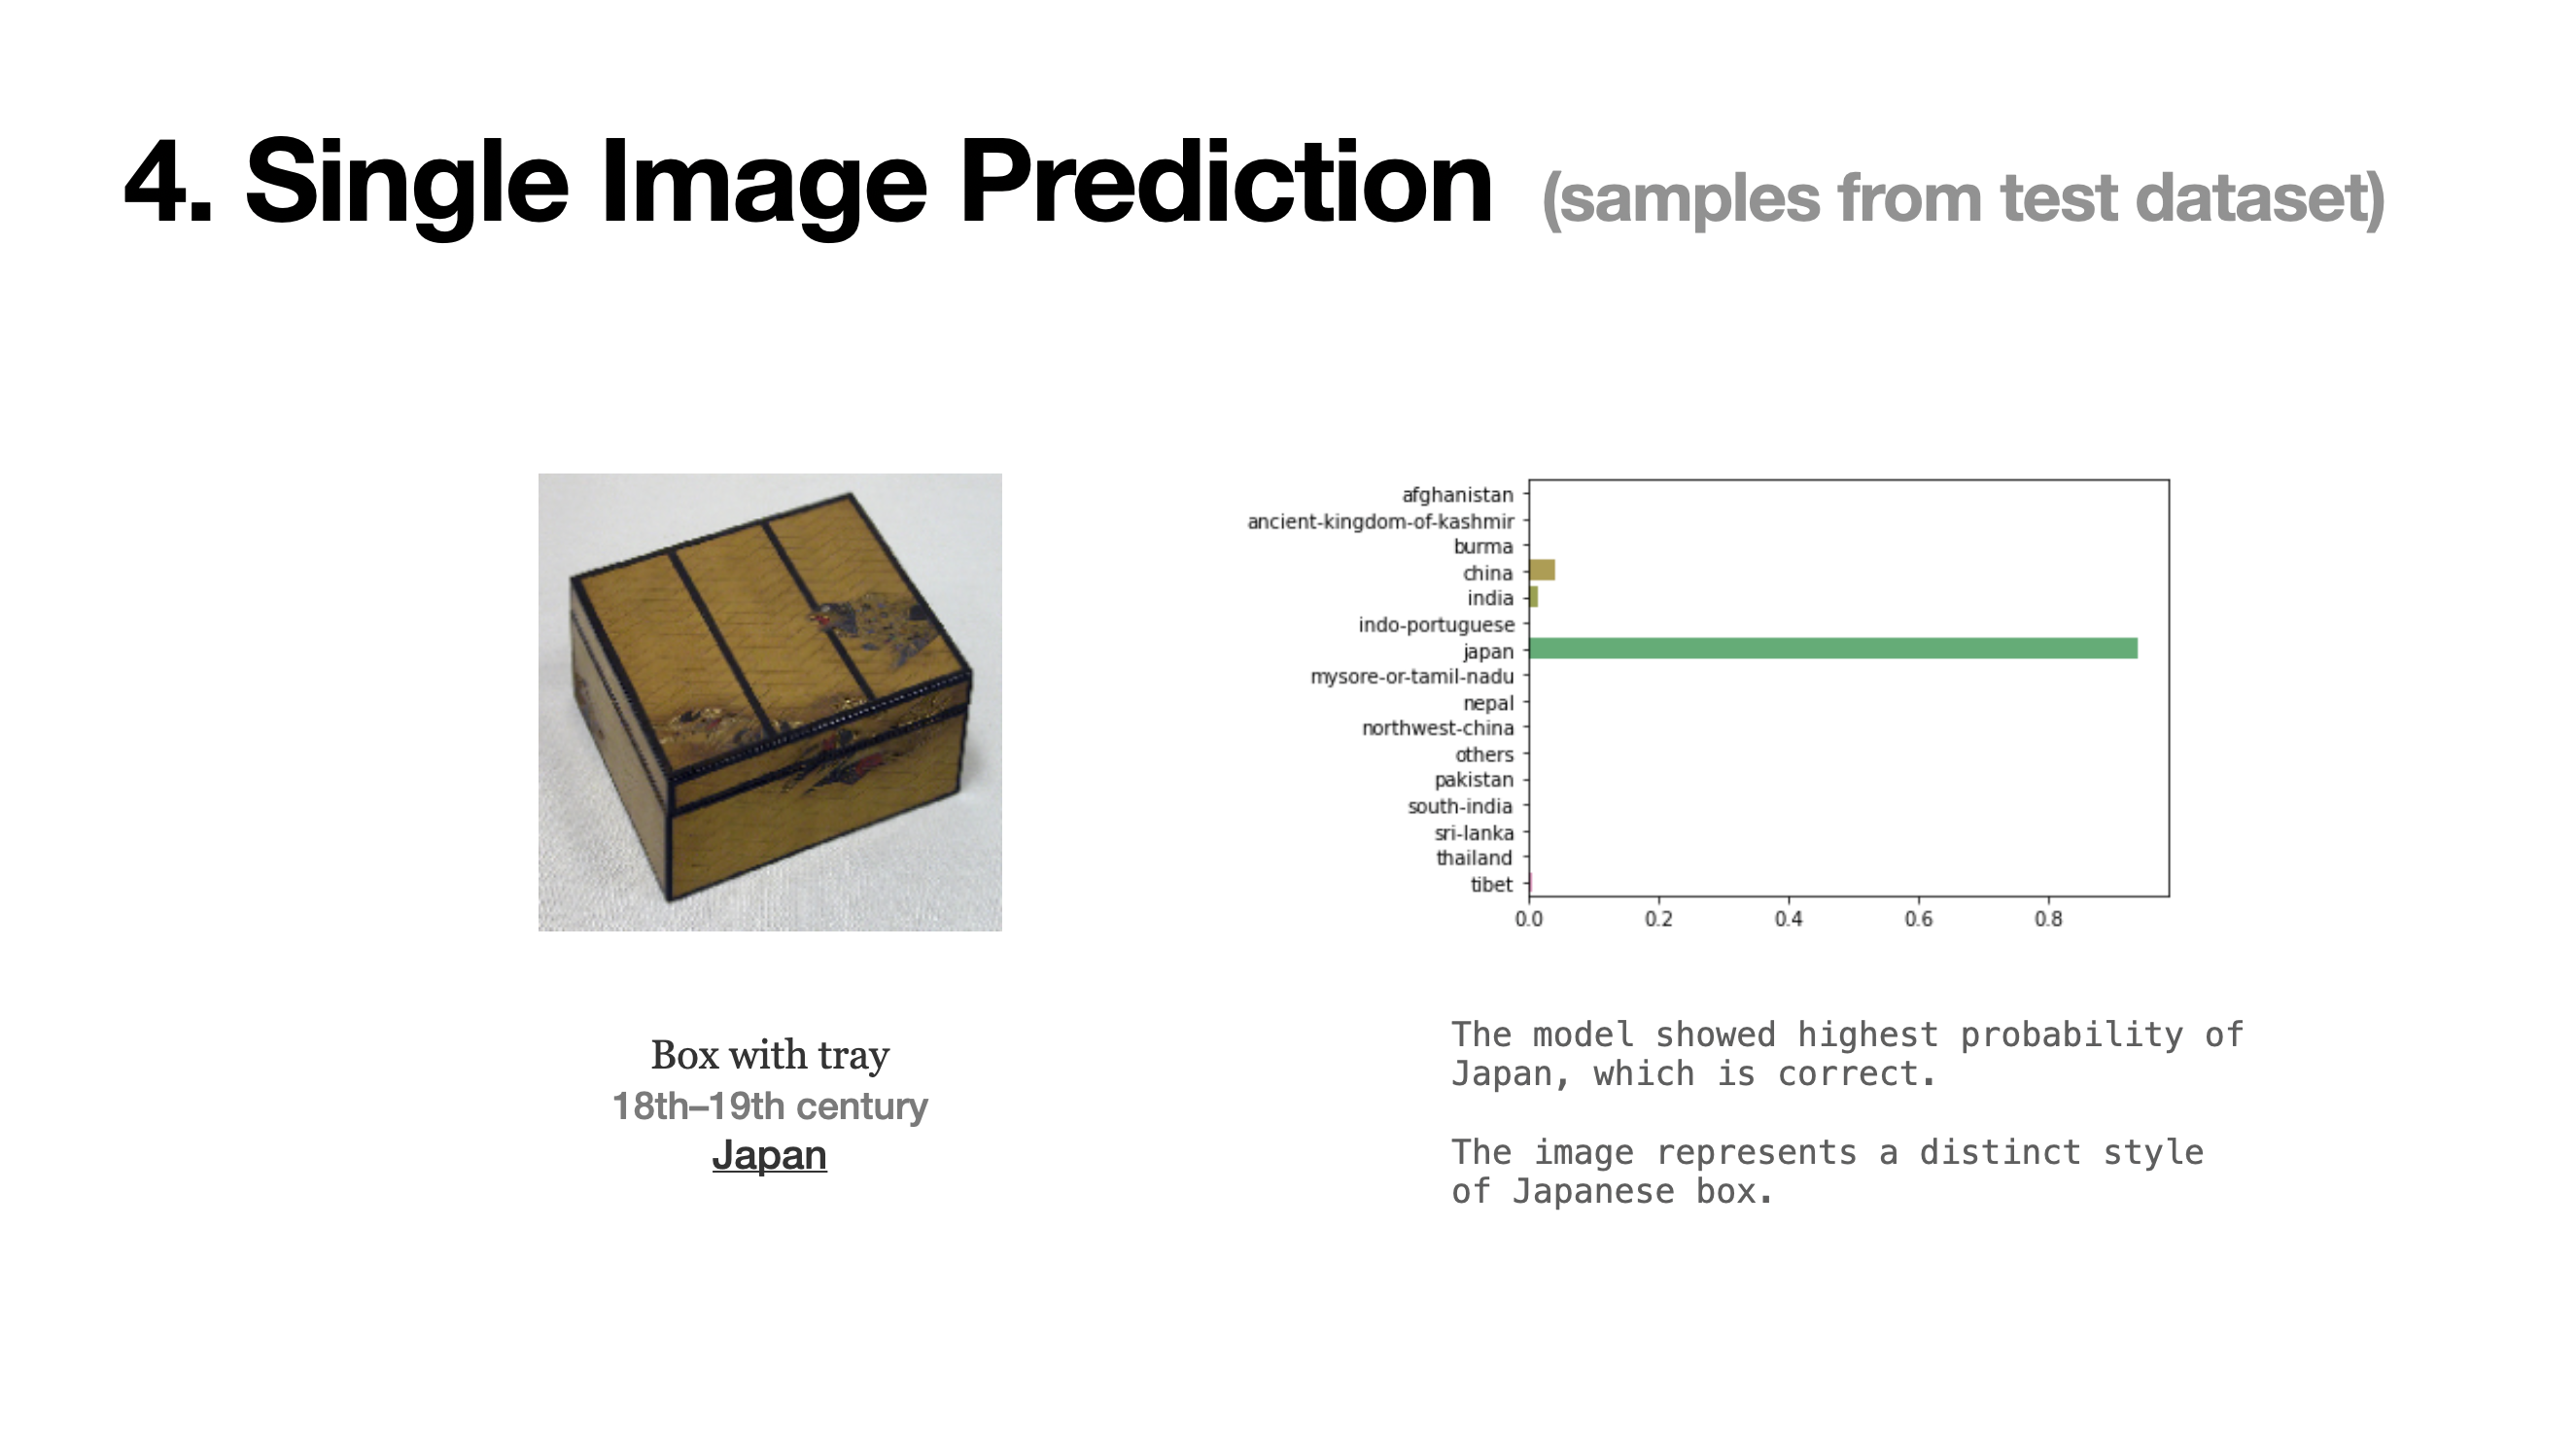 4. Single Image Prediction (samples from test dataset)
Box with tray
18th–19th century
Japan
afghanistan
ancient-kingdom-of-kashmir
burma
china
india
indo-portuguese
japan
mysore-or-tamil-nadu
nepal
northwest-china
others
pakistan
south-india
sri-lanka
thailand
tibet
0.0 0.2 0.4 0.6 0.8
The model showed highest probability of
Japan, which is correct.
The image represents a distinct style
of Japanese box.